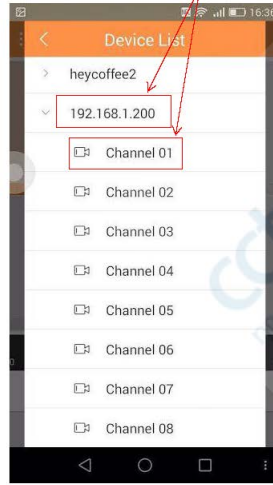 16:36
Device List
heycoffee2
192.168.1.200
Channel 01
Channel 02
Channel 03
Channel 04
Channel 05
Channel 06
Channel 07
Channel 08